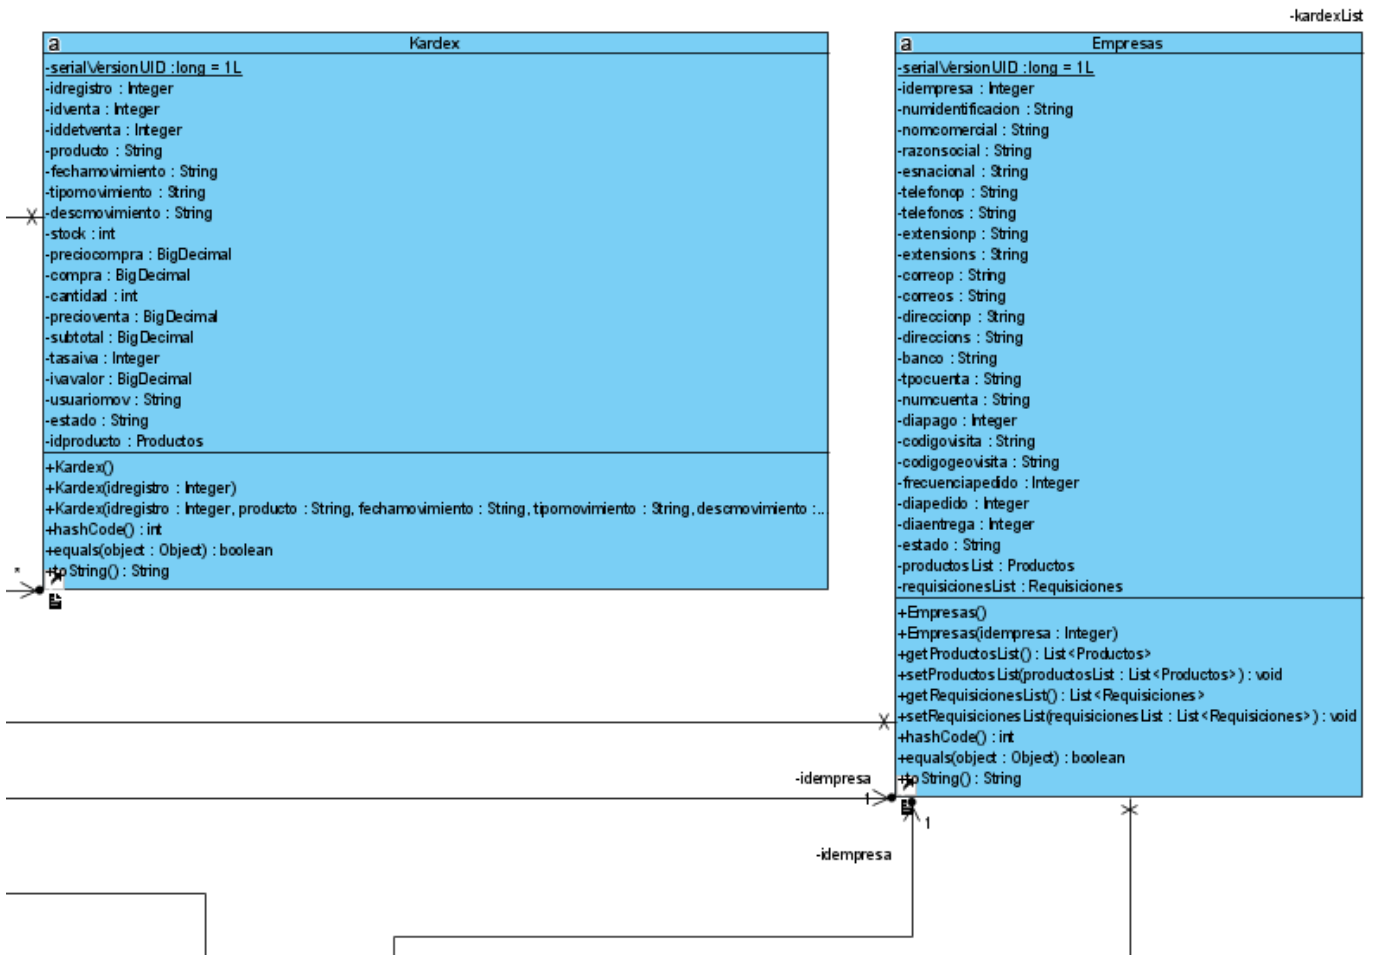 -kardexList
a
Kardex
-serialVersionUID : long = 1L
-idregistro : Integer
-idventa : Integer
-iddetventa : Integer
-producto : String
-fechamovimiento : String
-tipomovimiento : String
-descmovimiento : String
-stock : int
-preciocompra : BigDecimal
-compra : BigDecimal
-cantidad : int
-precioventa : BigDecimal
-subtotal : BigDecimal
-tasaiva : Integer
-ivavalor : BigDecimal
-usuariomov : String
-estado : String
-idproducto : Productos
+Kardex()
+Kardex(idregistro : Integer)
+Kardex(idregistro : Integer, producto : String, fechamovimiento : String, tipomovimiento : String, descmovimiento :...
+hashCode() : int
+equals(object : Object) : boolean
+toString() : String
*
a
Empresas
-serialVersionUID : long = 1L
-idempresa : Integer
-numidentificacion : String
-nomcomercial : String
-razonsocial : String
-esnacional : String
-telefonop : String
-telefonos : String
-extensionp : String
-extensions : String
-correop : String
-correos : String
-direccionp : String
-direccions : String
-banco : String
-tpocuenta : String
-numcuenta : String
-diapago : Integer
-codigovisita : String
-codigogeovisita : String
-frecuenciapedido : Integer
-diapedido : Integer
-diaentrega : Integer
-estado : String
-productosList : Productos
-requisicionesList : Requisiciones
+Empresas()
+Empresas(idempresa : Integer)
+getProductosList() : List<Productos>
+setProductosList(productosList : List<Productos>) : void
+getRequisicionesList() : List<Requisiciones>
+setRequisicionesList(requisicionesList : List<Requisiciones>) : void
+hashCode() : int
+equals(object : Object) : boolean
+toString() : String
-idempresa
1
1
-idempresa